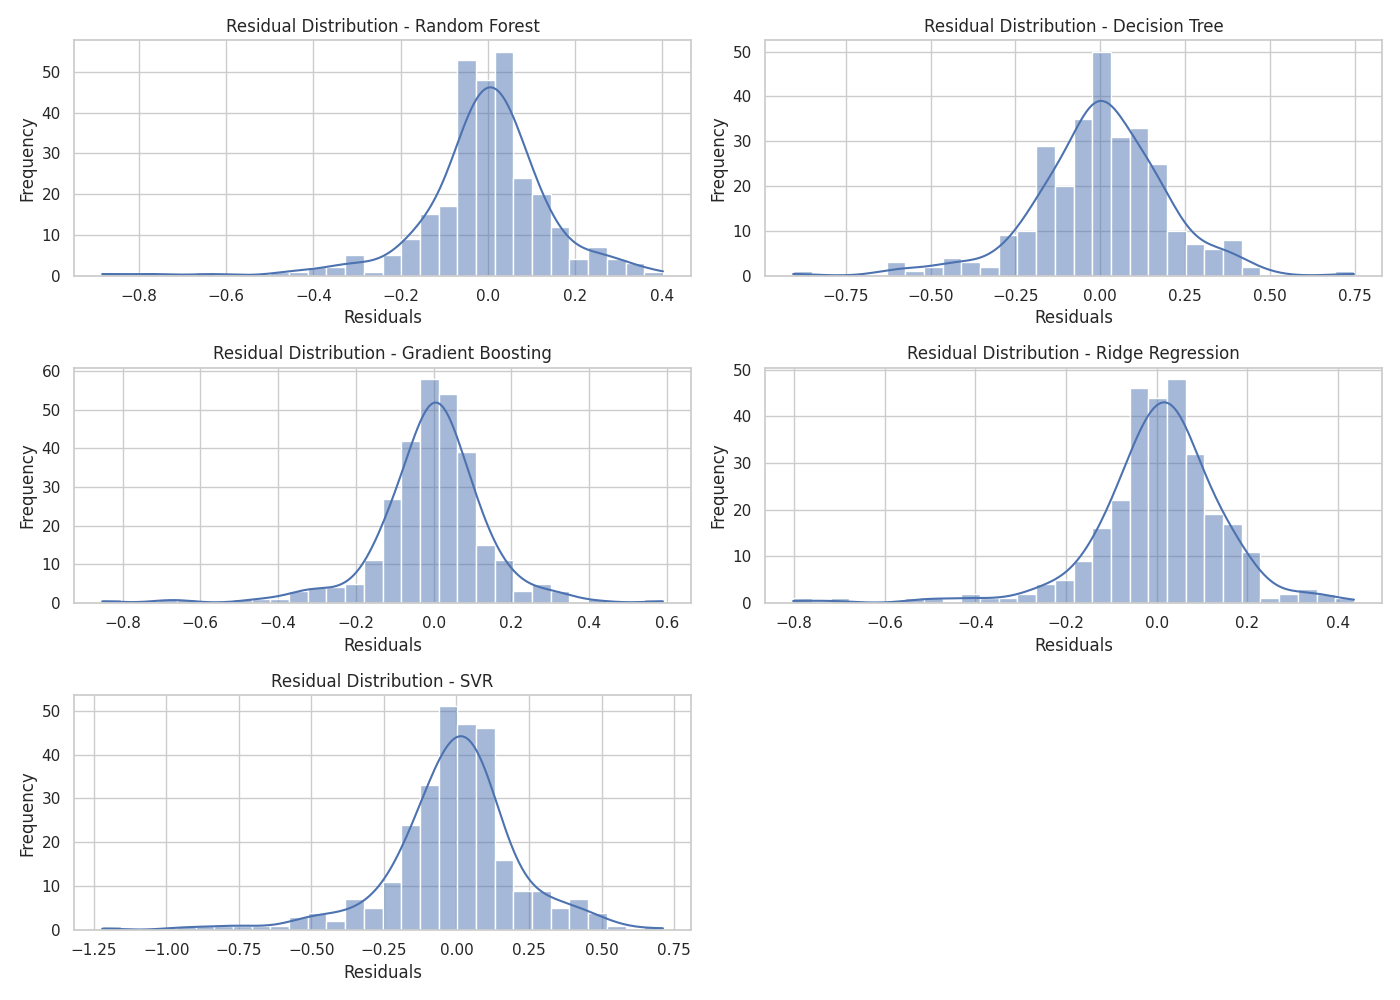 Residual Distribution - Random Forest
Frequency
50
40
30
20
10
0
−0.8 −0.6 −0.4 −0.2 0.0 0.2 0.4
Residuals
Residual Distribution - Decision Tree
Frequency
50
40
30
20
10
0
−0.75 −0.50 −0.25 0.00 0.25 0.50 0.75
Residuals
Residual Distribution - Gradient Boosting
Frequency
60
50
40
30
20
10
0
−0.8 −0.6 −0.4 −0.2 0.0 0.2 0.4 0.6
Residuals
Residual Distribution - Ridge Regression
Frequency
50
40
30
20
10
0
−0.8 −0.6 −0.4 −0.2 0.0 0.2 0.4
Residuals
Residual Distribution - SVR
Frequency
50
40
30
20
10
0
−1.25 −1.00 −0.75 −0.50 −0.25 0.00 0.25 0.50 0.75
Residuals